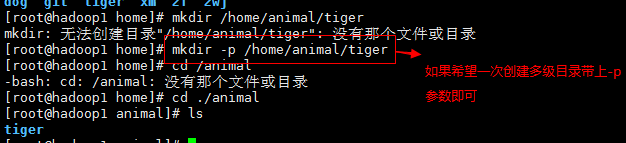 dog git tiger xm 21 zwj
[root@hadoop1 home]# mkdir /home/animal/tiger
mkdir: 无法创建目录"/home/animal/tiger": 没有那个文件或目录
[root@hadoop1 home]# mkdir -p /home/animal/tiger
[root@hadoop1 home]# cd /animal
-bash: cd: /animal: 没有那个文件或目录
[root@hadoop1 home]# cd ./animal
[root@hadoop1 animal]# ls
tiger
[root@hadoop1 animal]#
如果希望一次创建多级目录带上-p
参数即可